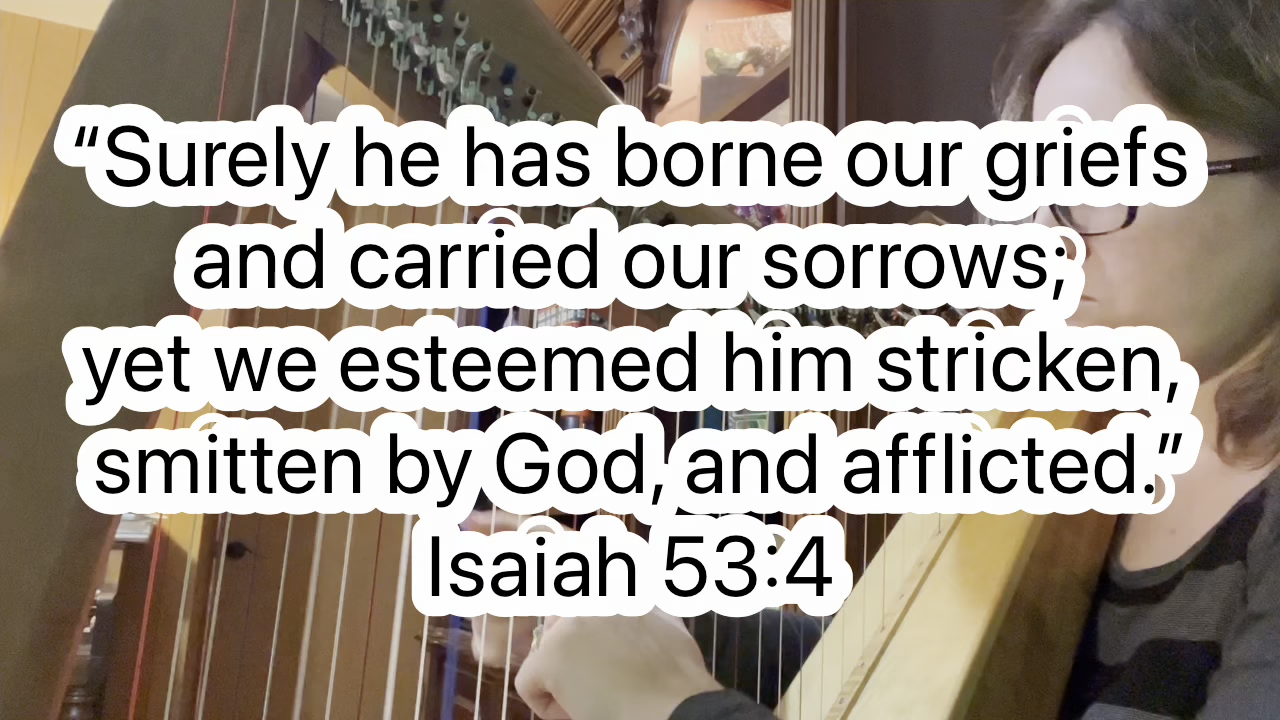 “Surely he has borne our griefs
and carried our sorrows;
yet we esteemed him stricken,
smitten by God, and afflicted.”
Isaiah 53:4